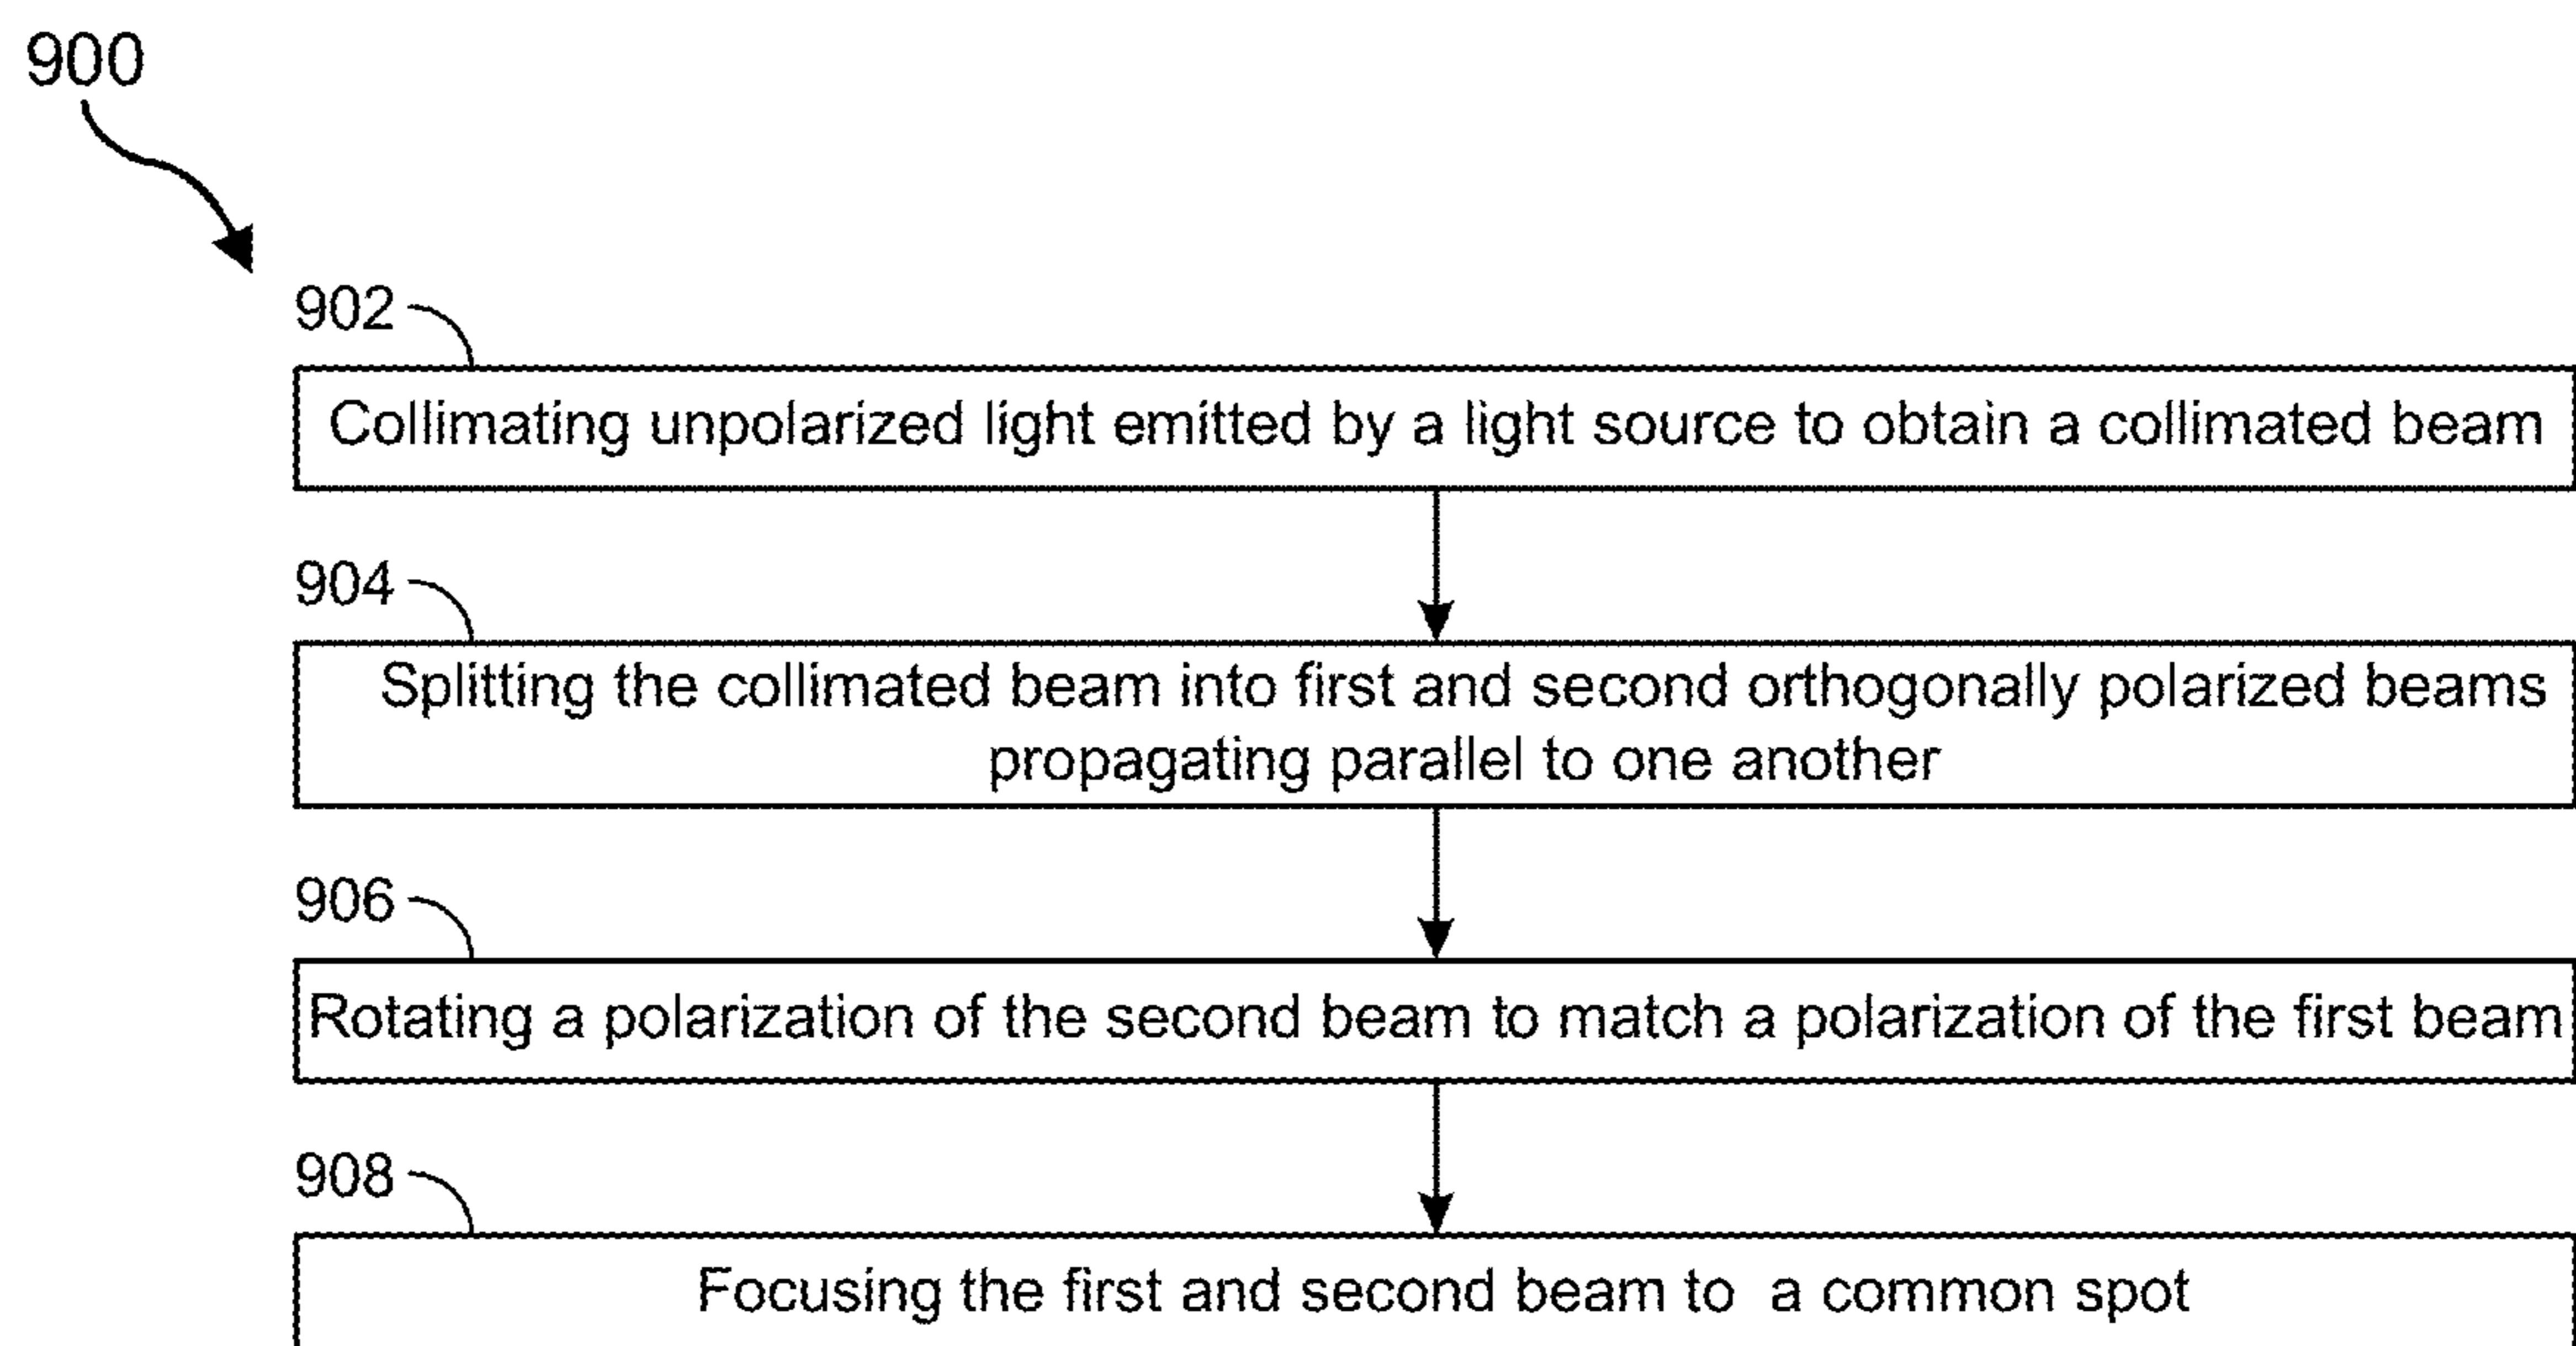 900
902
Collimating unpolarized light emitted by a light source to obtain a collimated beam
904
Splitting the collimated beam into first and second orthogonally polarized beams
propagating parallel to one another
906
Rotating a polarization of the second beam to match a polarization of the first beam
908
Focusing the first and second beam to a common spot